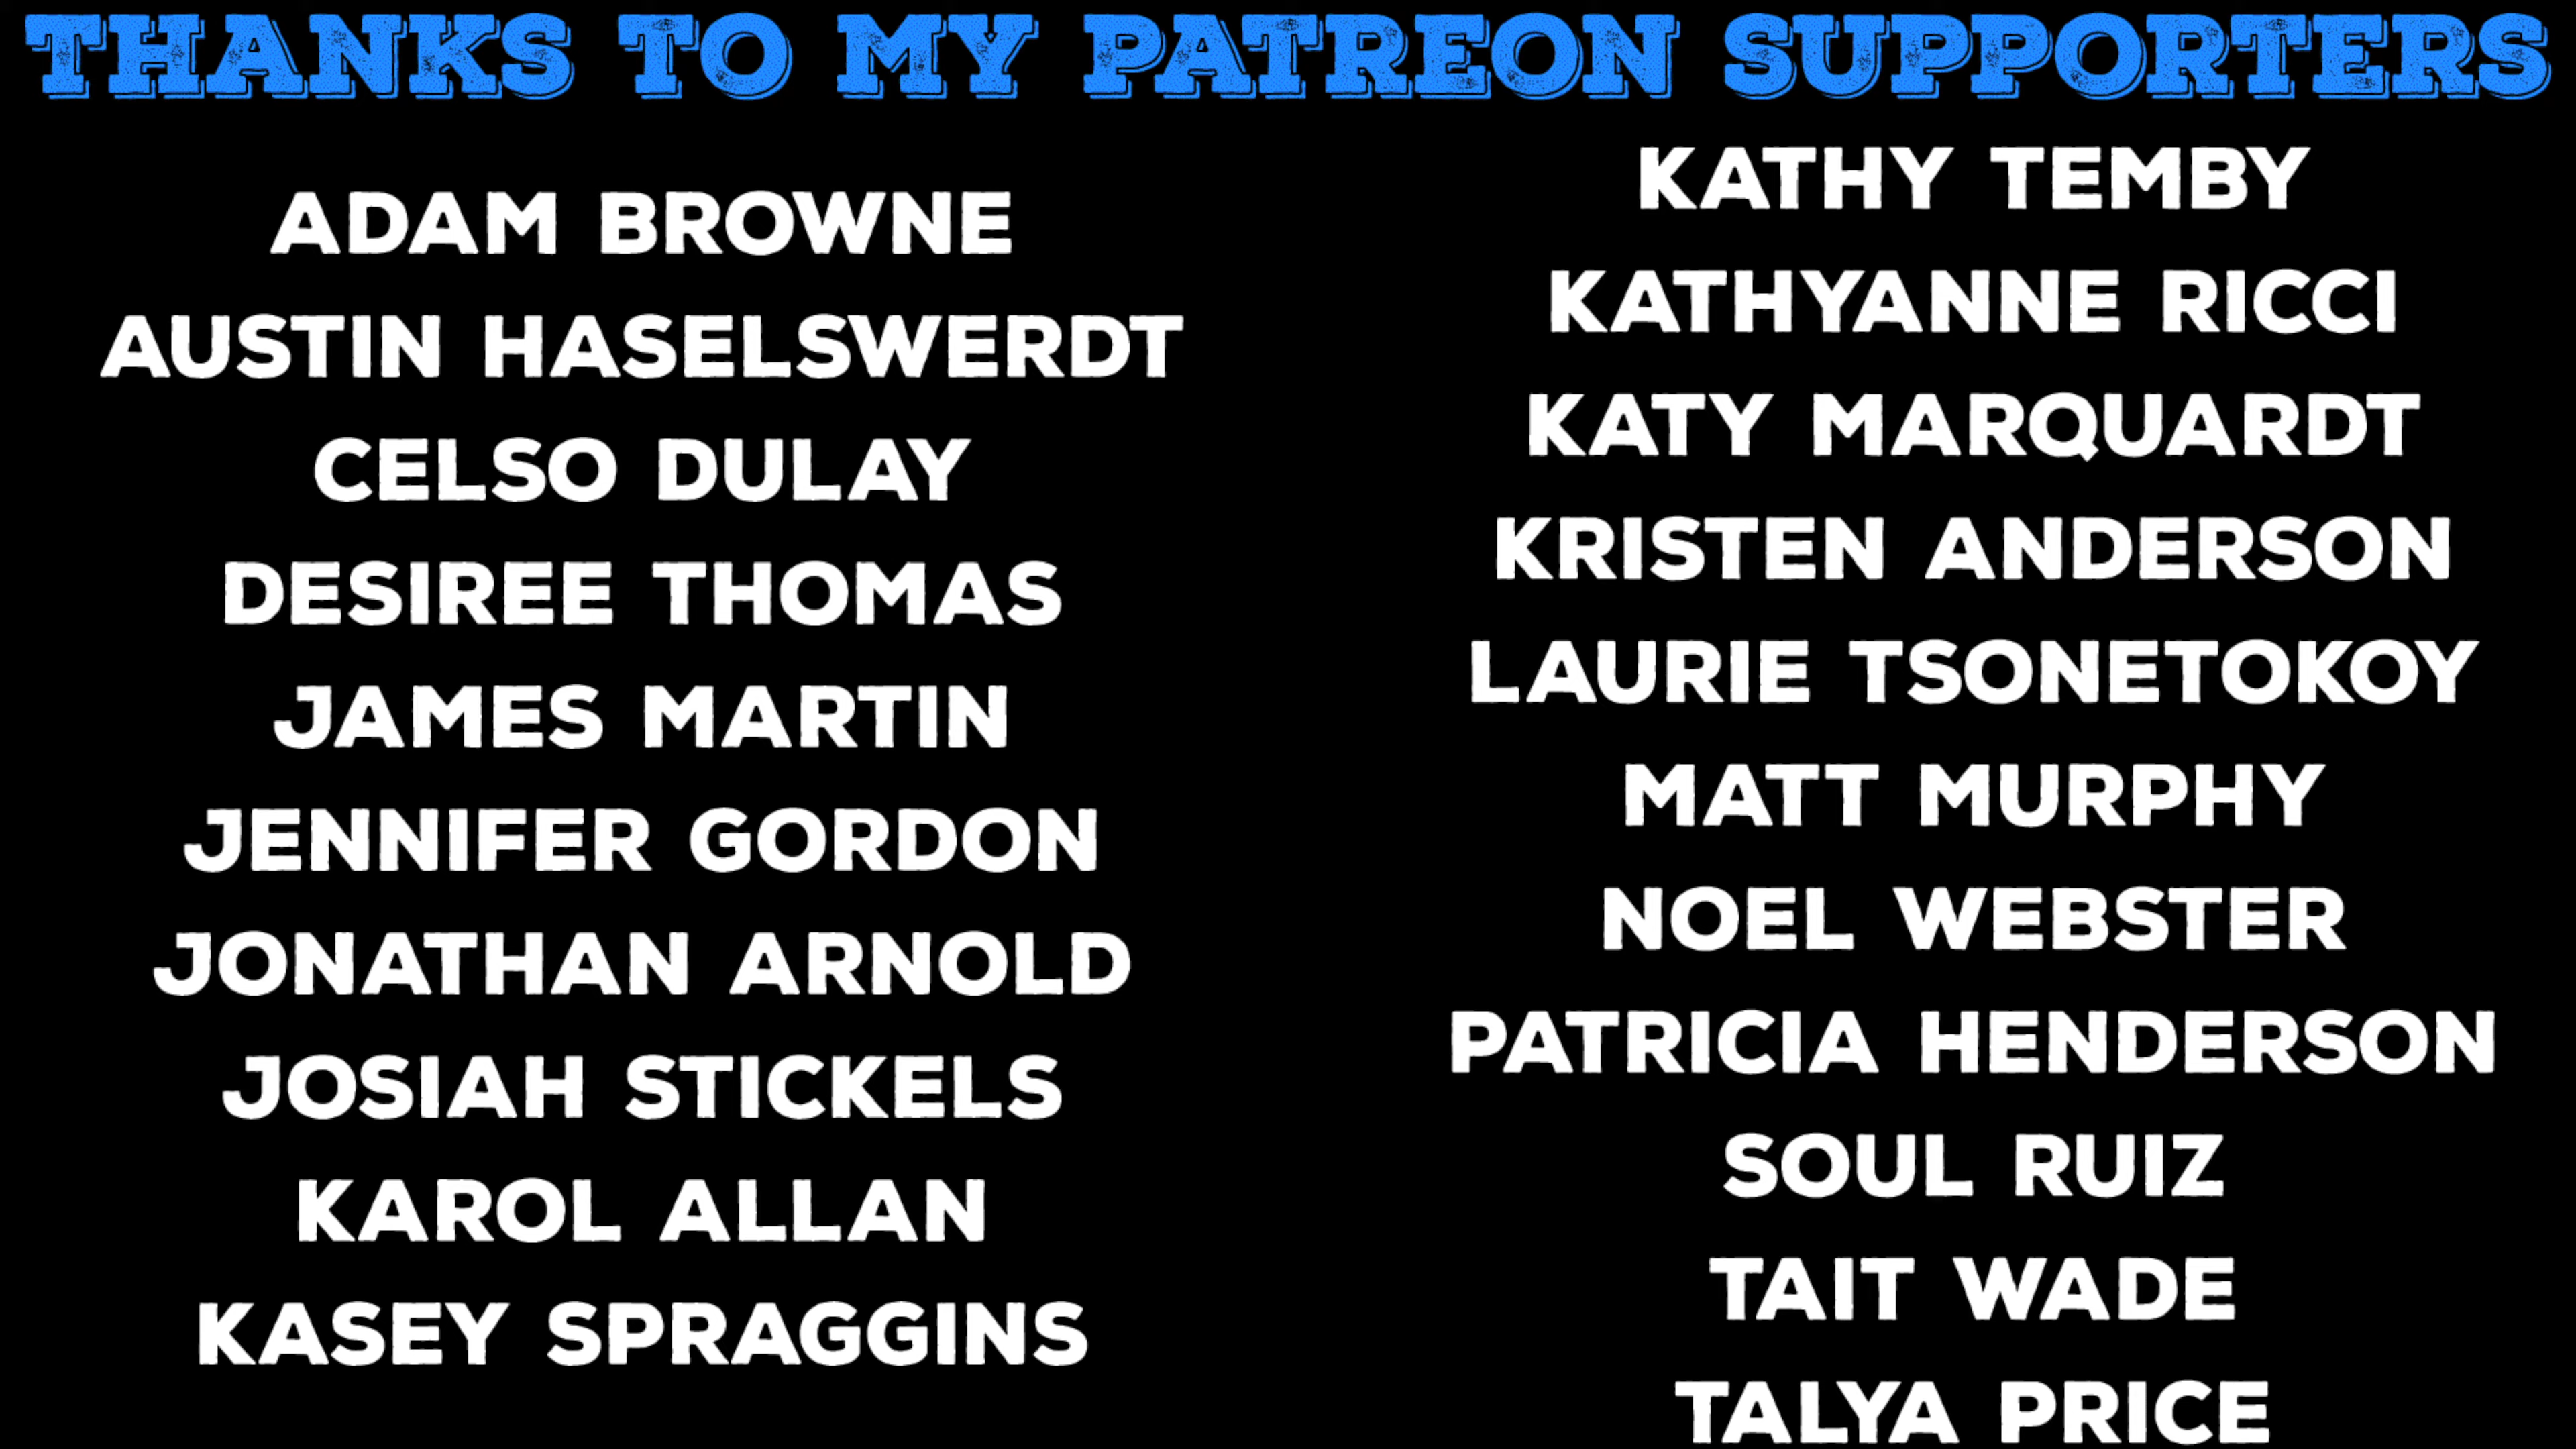 THANKS TO MY PATREON SUPPORTERS
ADAM BROWNE
AUSTIN HASELSWERDT
CELSO DULAY
DESIREE THOMAS
JAMES MARTIN
JENNIFER GORDON
JONATHAN ARNOLD
JOSIAH STICKELS
KAROL ALLAN
KASEY SPRAGGINS
KATHY TEMBY
KATHYANNE RICCI
KATY MARQUARDT
KRISTEN ANDERSON
LAURIE TSONETOKOY
MATT MURPHY
NOEL WEBSTER
PATRICIA HENDERSON
SOUL RUIZ
TAIT WADE
TALYA PRICE